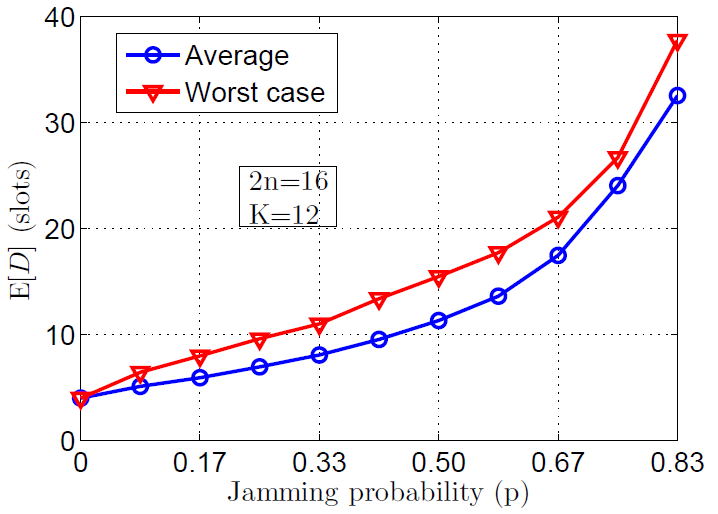 40
30
20
10
0
E[D] (slots)
Average
Worst case
2n=16
K=12
0 0.17 0.33 0.50 0.67 0.83
Jamming probability (p)